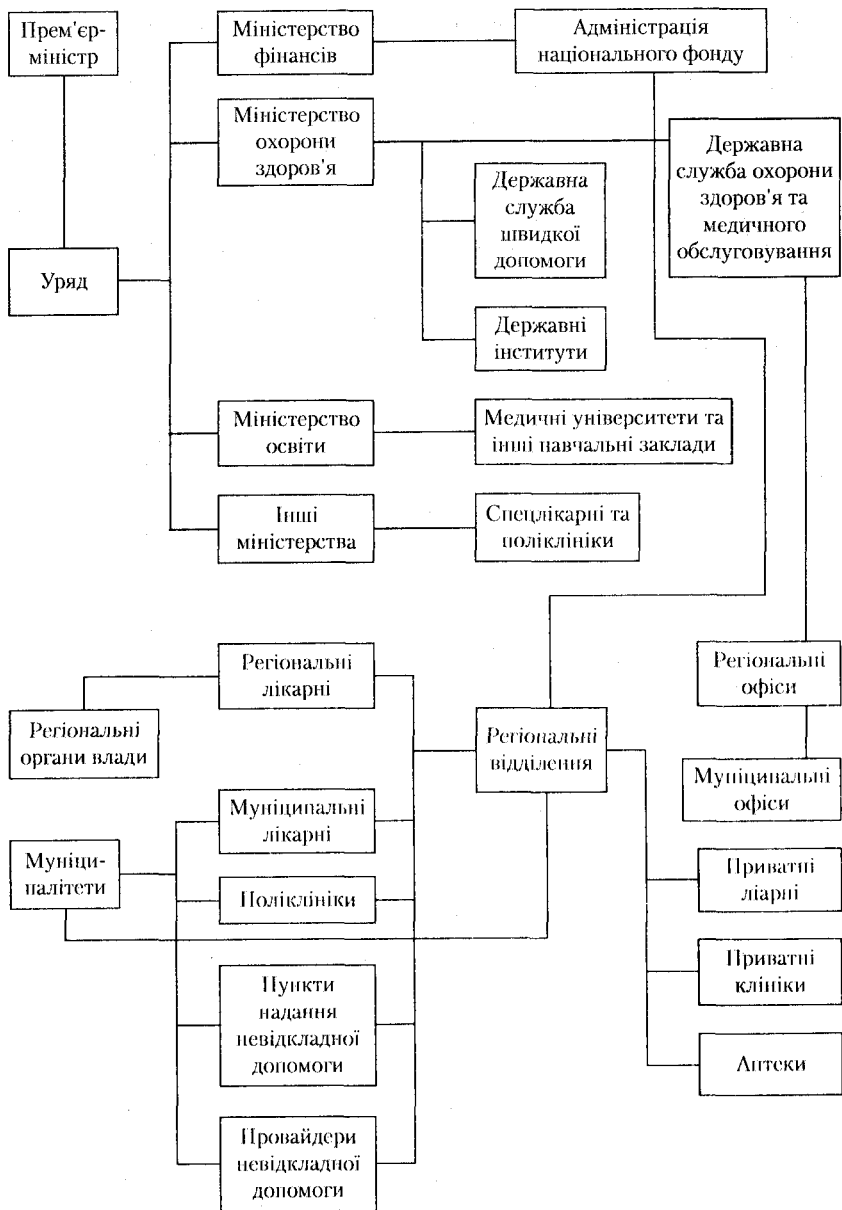 Прем'єр-
міністр
Міністерство
фінансів
Адміністрація
національного фонду
Міністерство
охорони
здоров'я
Державна
служба охорони
здоров'я та
медичного
обслуговування
Державна
служба
швидкої
допомоги
Уряд
Державні
інститути
Міністерство
освіти
Медичні університети та
інші навчальні заклади
Інші
міністерства
Спецлікарні та
поліклініки
Регіональні
лікарні
Регіональні
офіси
Регіональні
органи влади
Регіональні
відділення
Муніципальні
офіси
Муніципальні
лікарні
Муніци-
палітети
Поліклініки
Приватні
ліарні
Пункти
надання
невідкладної
допомоги
Приватні
клініки
Аптеки
Провайдери
невідкладної
допомоги